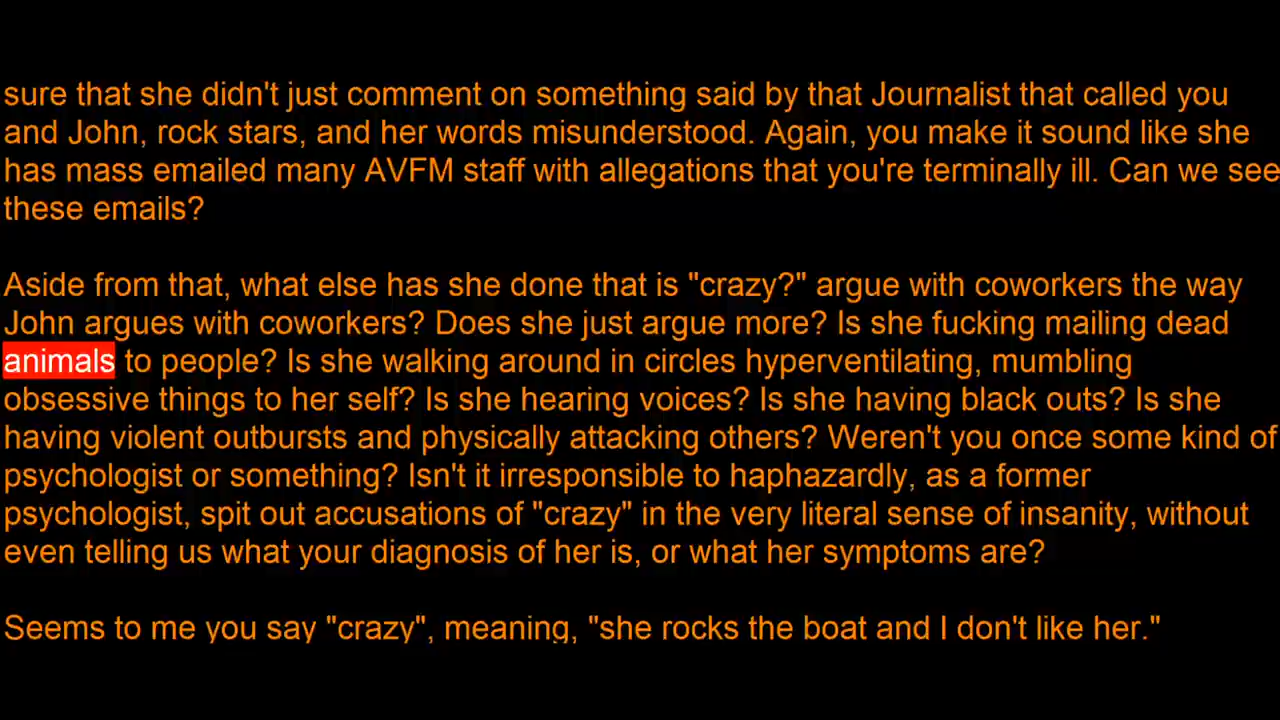 sure that she didn't just comment on something said by that Journalist that called you
and John, rock stars, and her words misunderstood. Again, you make it sound like she
has mass emailed many AVFM staff with allegations that you're terminally ill. Can we see
these emails?
Aside from that, what else has she done that is "crazy?" argue with coworkers the way
John argues with coworkers? Does she just argue more? Is she fucking mailing dead
animals to people? Is she walking around in circles hyperventilating, mumbling
obsessive things to her self? Is she hearing voices? Is she having black outs? Is she
having violent outbursts and physically attacking others? Weren't you once some kind of
psychologist or something? Isn't it irresponsible to haphazardly, as a former
psychologist, spit out accusations of "crazy" in the very literal sense of insanity, without
even telling us what your diagnosis of her is, or what her symptoms are?
Seems to me you say "crazy", meaning, "she rocks the boat and I don't like her."